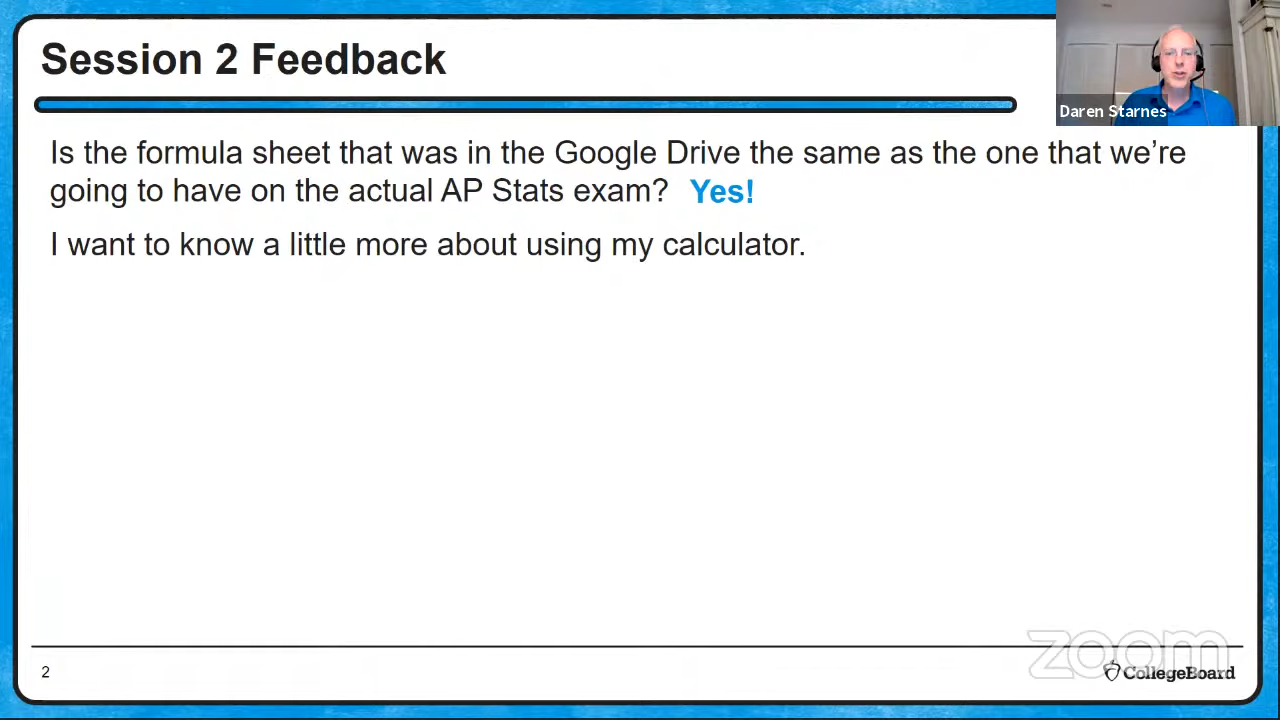 Session 2 Feedback
Daren Starnes
Is the formula sheet that was in the Google Drive the same as the one that we’re
going to have on the actual AP Stats exam? Yes!
I want to know a little more about using my calculator.
zoom
2
CollegeBoard